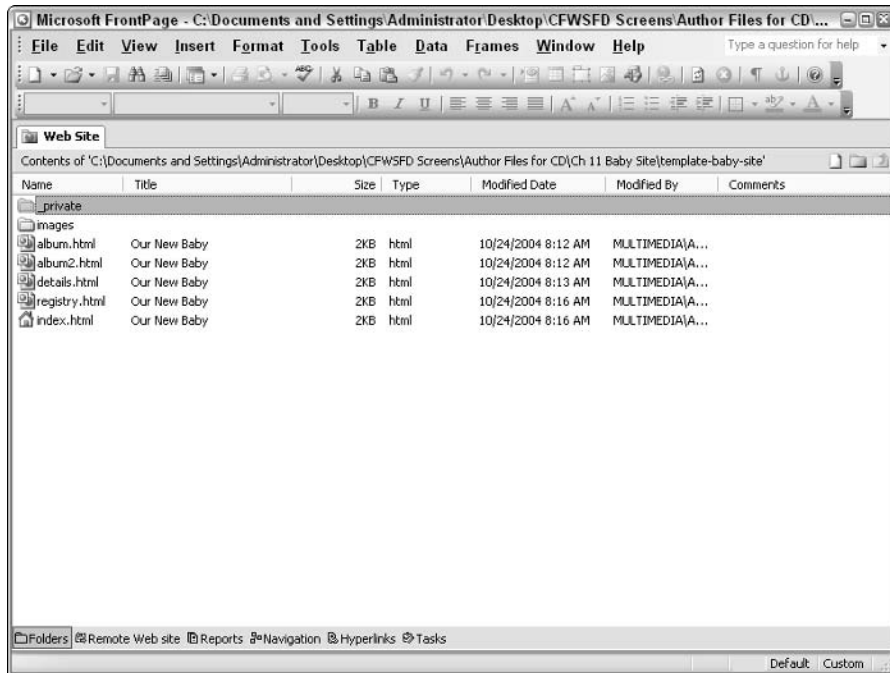 Microsoft FrontPage - C:\Documents and Settings\Administrator\Desktop\CFWSFD Screens\Author Files for CD\...
File Edit View Insert Format Tools Table Data Frames Window Help Type a question for help
B I U A A ab A
Web Site
Contents of 'C:\Documents and Settings\Administrator\Desktop\CFWSFD Screens\Author Files for CD\Ch 11 Baby Site\template-baby-site'
Name Title Size Type Modified Date Modified By Comments
_private
images
album.html Our New Baby 2KB html 10/24/2004 8:12 AM MULTIMEDIA\A...
album2.html Our New Baby 2KB html 10/24/2004 8:12 AM MULTIMEDIA\A...
details.html Our New Baby 2KB html 10/24/2004 8:13 AM MULTIMEDIA\A...
registry.html Our New Baby 2KB html 10/24/2004 8:16 AM MULTIMEDIA\A...
index.html Our New Baby 2KB html 10/24/2004 8:16 AM MULTIMEDIA\A...
Folders Remote Web site Reports Navigation Hyperlinks Tasks
Default Custom